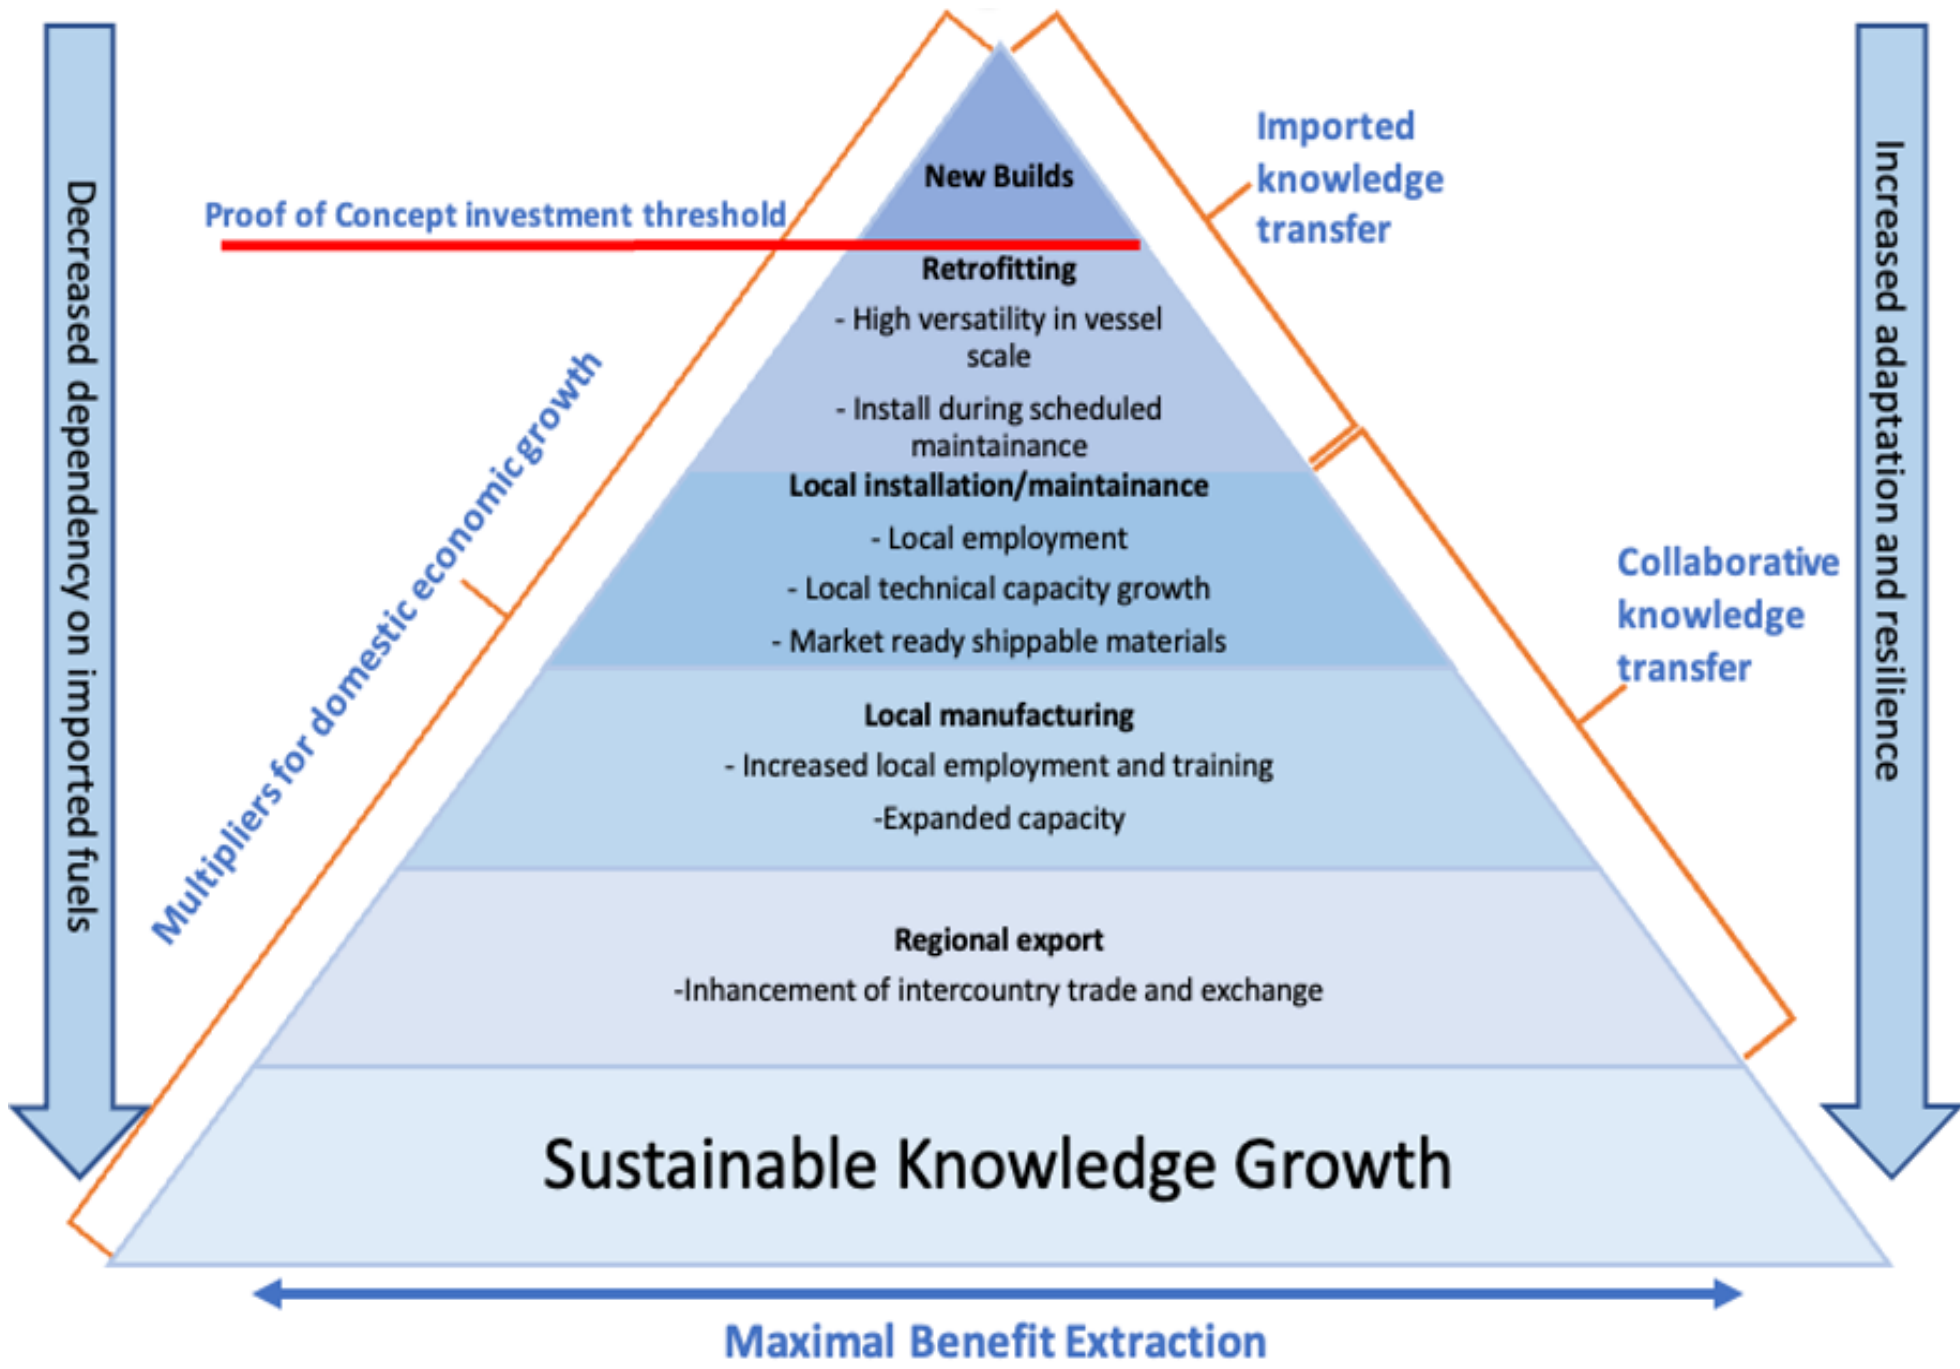 Decreased dependency on imported fuels
Multipliers for domestic economic growth
Proof of Concept investment threshold
New Builds
Retrofitting
- High versatility in vessel
scale
- Install during scheduled
maintainance
Local installation/maintainance
- Local employment
- Local technical capacity growth
- Market ready shippable materials
Local manufacturing
- Increased local employment and training
-Expanded capacity
Regional export
-Inhancement of intercountry trade and exchange
Sustainable Knowledge Growth
Imported
knowledge
transfer
Collaborative
knowledge
transfer
Increased adaptation and resilience
Maximal Benefit Extraction